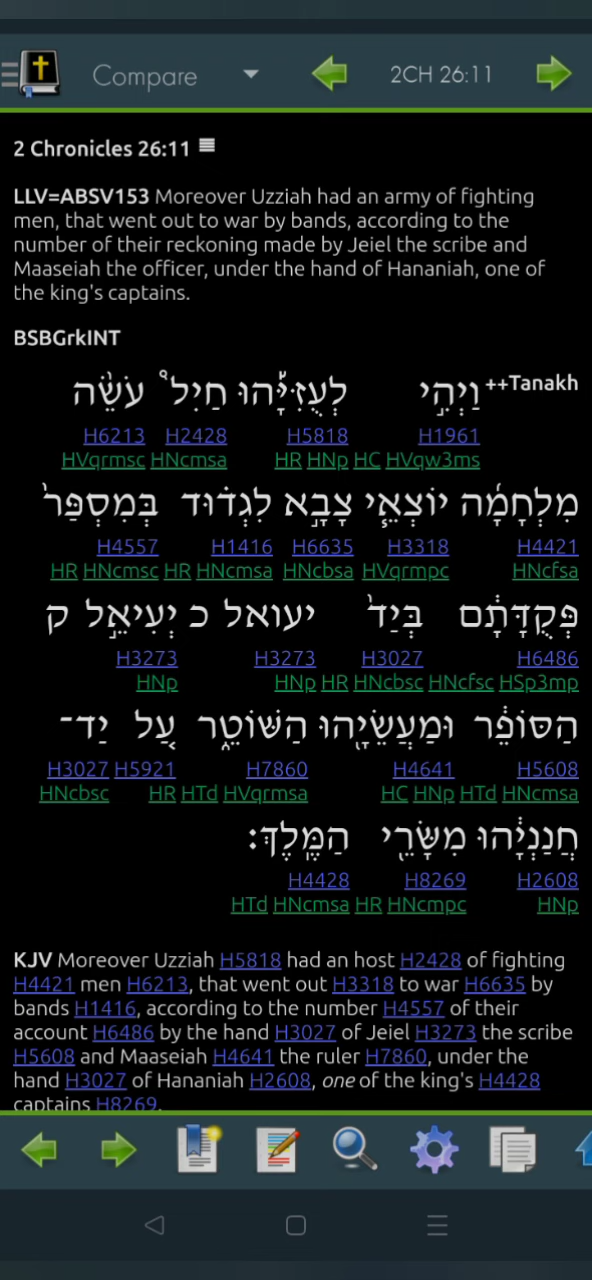 Compare
2CH 26:11
2 Chronicles 26:11
LLV=ABSV153 Moreover Uzziah had an army of fighting
men, that went out to war by bands, according to the
number of their reckoning made by Jeiel the scribe and
Maaseiah the officer, under the hand of Hananiah, one of
the king's captains.
BSBGrkINT
++Tanakh וַיְהִ֣י לְעֻזִּיָּ֡הוּ חַיִל֩ עֹשֵׂ֨ה
H6213 H2428 H5818 H1961
HVqrmsc HNcmsa HR HNp HC HVqw3ms
מִלְחָמָ֜ה יוֹצְאֵ֧י צָבָ֣א לִגְד֗וּד בְּמִסְפַּר֙
H4557 H1416 H6635 H3318 H4421
HR HNcmsc HR HNcmsa HNcbsa HVqrmpc HNcfsa
פְּקֻדָּתָ֔ם בְּיַד֙ יעואל כ יְעִיאֵ֣ל ק
H3273 H3273 H3027 H6486
HNp HNp HR HNcbsc HNcfsc HSp3mp
הַסּוֹפֵ֔ר וּמַעֲשֵׂיָ֖הוּ הַשּׁוֹטֵ֑ר עַ֚ל יַד־
H3027 H5921 H7860 H4641 H5608
HNcbsc HR HTd HVqrmsa HC HNp HTd HNcmsa
חֲנַנְיָ֔הוּ מִשָּׂרֵ֖י הַמֶּֽלֶךְ׃
H4428 H8269 H2608
HTd HNcmsa HR HNcmpc HNp
KJV Moreover Uzziah H5818 had an host H2428 of fighting
H4421 men H6213, that went out H3318 to war H6635 by
bands H1416, according to the number H4557 of their
account H6486 by the hand H3027 of Jeiel H3273 the scribe
H5608 and Maaseiah H4641 the ruler H7860, under the
hand H3027 of Hananiah H2608, one of the king's H4428
captains H8269.